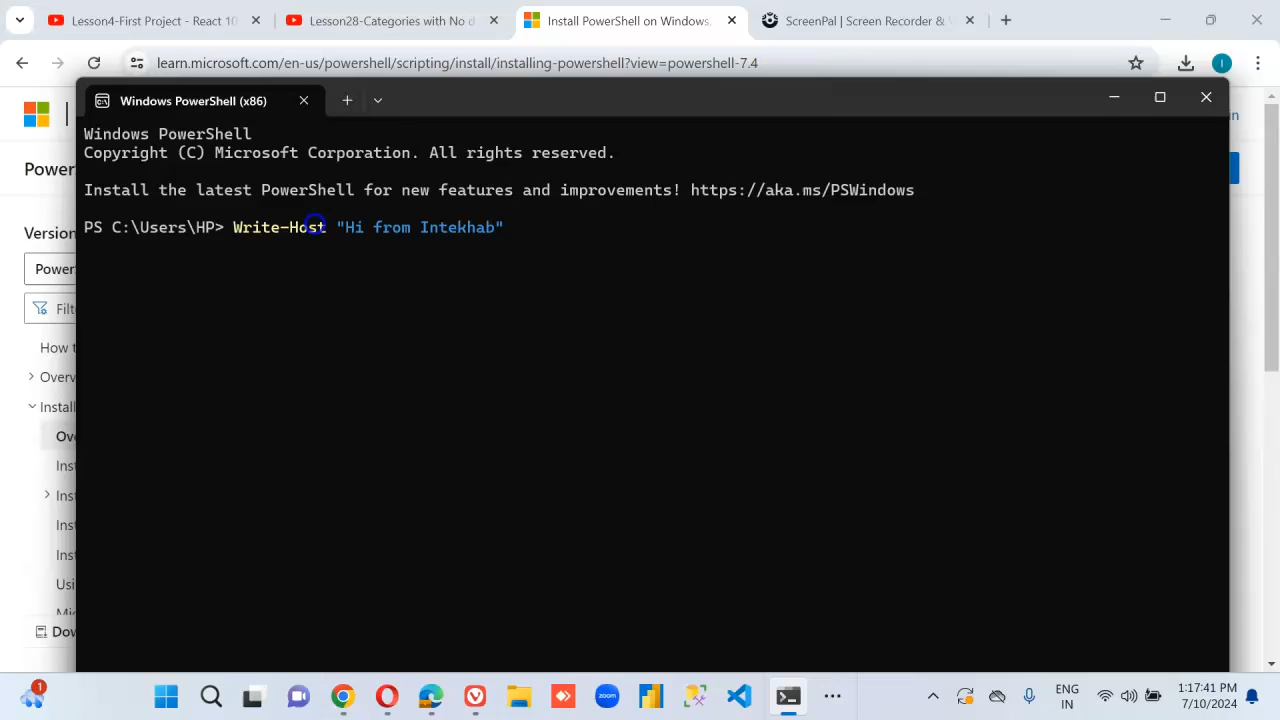 Lesson4-First Project - React 10
Lesson28-Categories with No d
Install PowerShell on Windows,
ScreenPal | Screen Recorder &
learn.microsoft.com/en-us/powershell/scripting/install/installing-powershell?view=powershell-7.4
I
Windows PowerShell (x86)
Windows PowerShell
Copyright (C) Microsoft Corporation. All rights reserved.
Install the latest PowerShell for new features and improvements! https://aka.ms/PSWindows
PS C:\Users\HP> Write-Host "Hi from Intekhab"
Power
Version
Power
Filt
How t
Overv
Install
Ove
Inst
Inst
Inst
Inst
Usi
Mi
Dow
in
1
zoom
ENG
IN
1:17:41 PM
7/10/2024